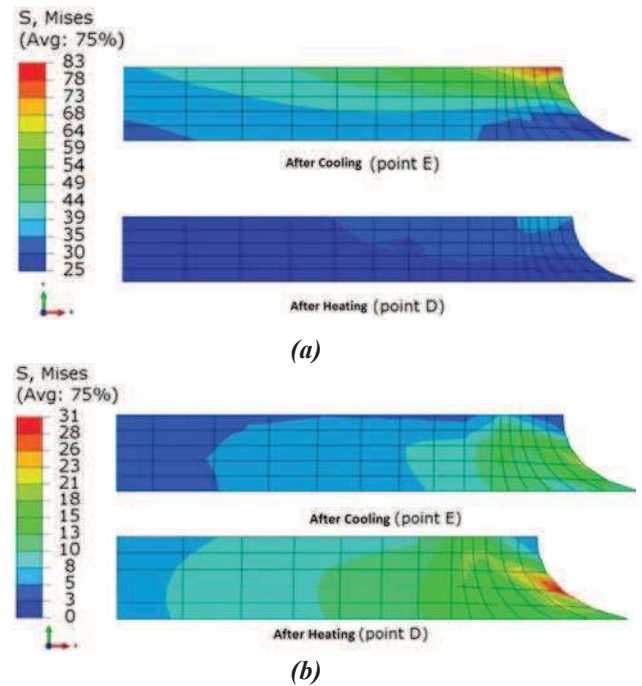 S, Mises
(Avg: 75%)
83
78
73
68
64
59
54
49
44
39
35
30
25
After Cooling (point E)
After Heating (point D)
(a)
S, Mises
(Avg: 75%)
31
28
26
23
21
18
15
13
10
8
5
3
0
After Cooling (point E)
After Heating (point D)
(b)